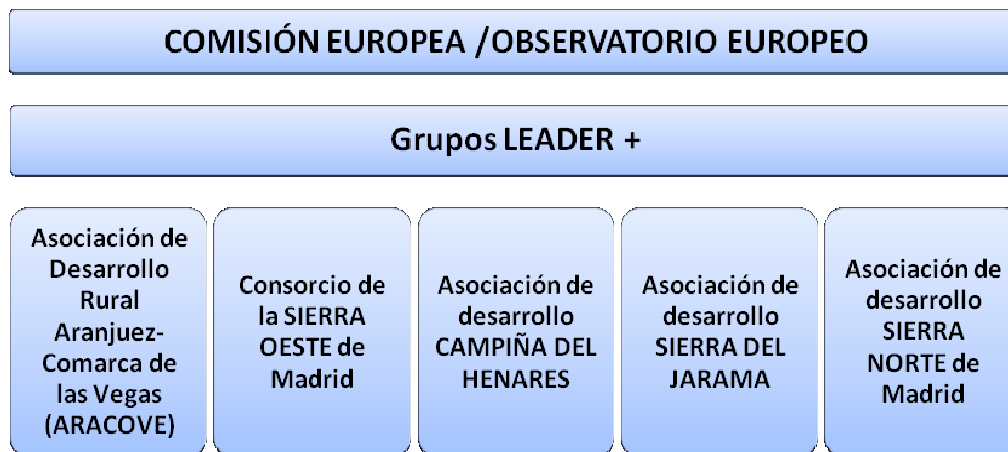 COMISIÓN EUROPEA /OBSERVATORIO EUROPEO
Grupos LEADER +
Asociación de
Desarrollo
Rural
Aranjuez-
Comarca de
las Vegas
(ARACOVE)
Consorcio de
la SIERRA
OESTE de
Madrid
Asociación de
desarrollo
CAMPIÑA DEL
HENARES
Asociación de
desarrollo
SIERRA DEL
JARAMA
Asociación de
desarrollo
SIERRA
NORTE de
Madrid